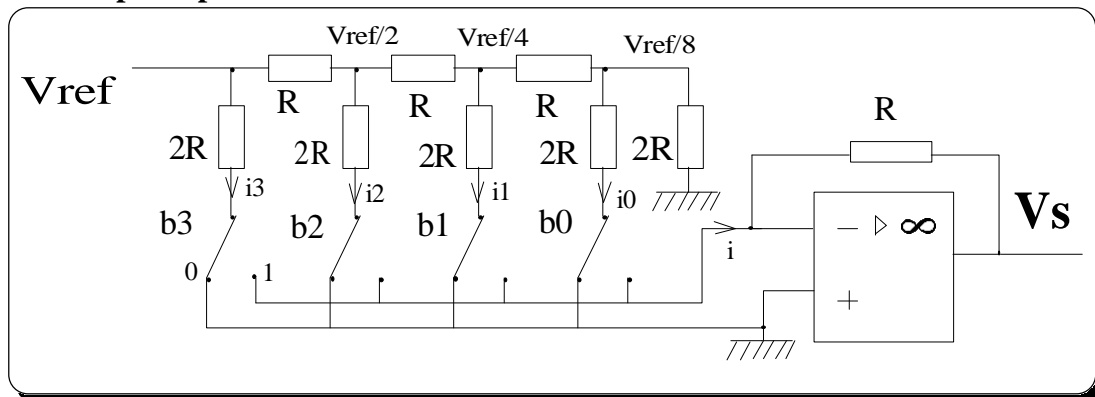 Vref/2 Vref/4 Vref/8
Vref
R R R R
2R 2R 2R 2R 2R
i3 i2 i1 i0
b3 b2 b1 b0
0 1
i
− ▷ ∞
+
Vs